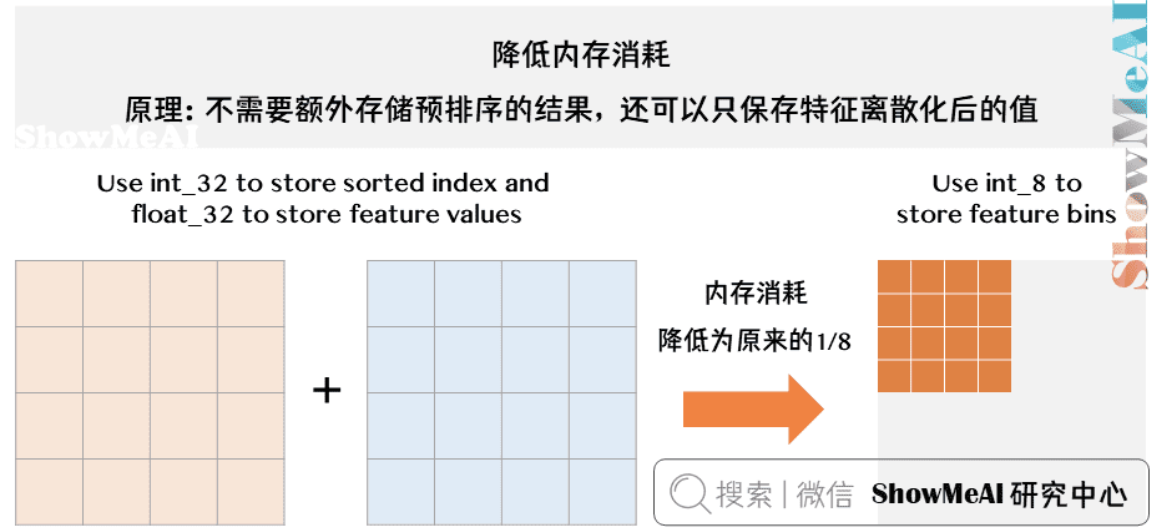 降低内存消耗
原理: 不需要额外存储预排序的结果，还可以只保存特征离散化后的值
ShowMeAI
ShowMeAI
Use int_32 to store sorted index and
float_32 to store feature values
Use int_8 to
store feature bins
内存消耗
降低为原来的1/8
+
搜索 | 微信 ShowMeAI 研究中心